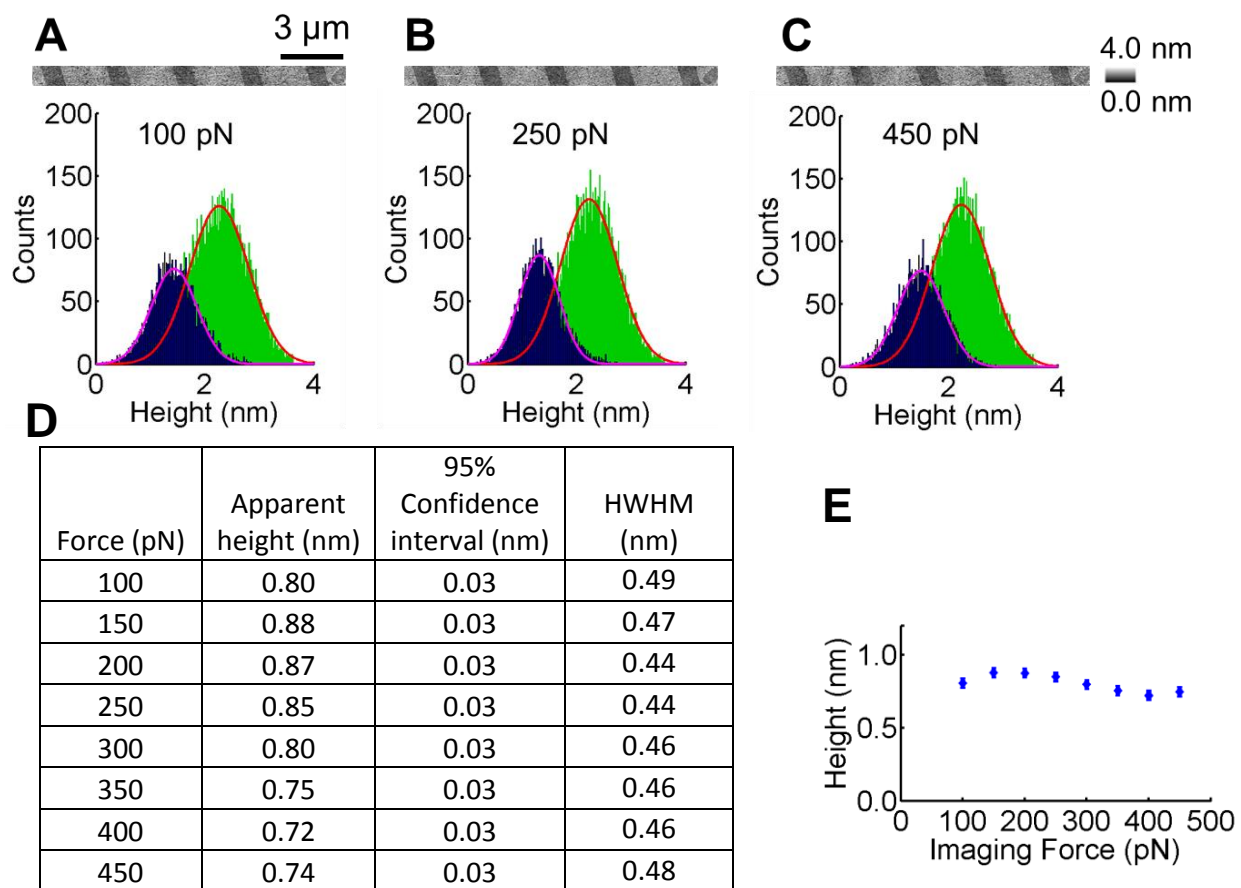 A
3 µm
B
C
4.0 nm
0.0 nm
100 pN
200
150
100
50
0
Counts
0 2 4
Height (nm)
250 pN
200
150
100
50
0
Counts
0 2 4
Height (nm)
450 pN
200
150
100
50
0
Counts
0 2 4
Height (nm)
D
Force (pN) Apparent height (nm) 95% Confidence interval (nm) HWHM (nm)
100 0.80 0.03 0.49
150 0.88 0.03 0.47
200 0.87 0.03 0.44
250 0.85 0.03 0.44
300 0.80 0.03 0.46
350 0.75 0.03 0.46
400 0.72 0.03 0.46
450 0.74 0.03 0.48
E
Height (nm)
1.0
0.5
0.0
0 100 200 300 400 500
Imaging Force (pN)